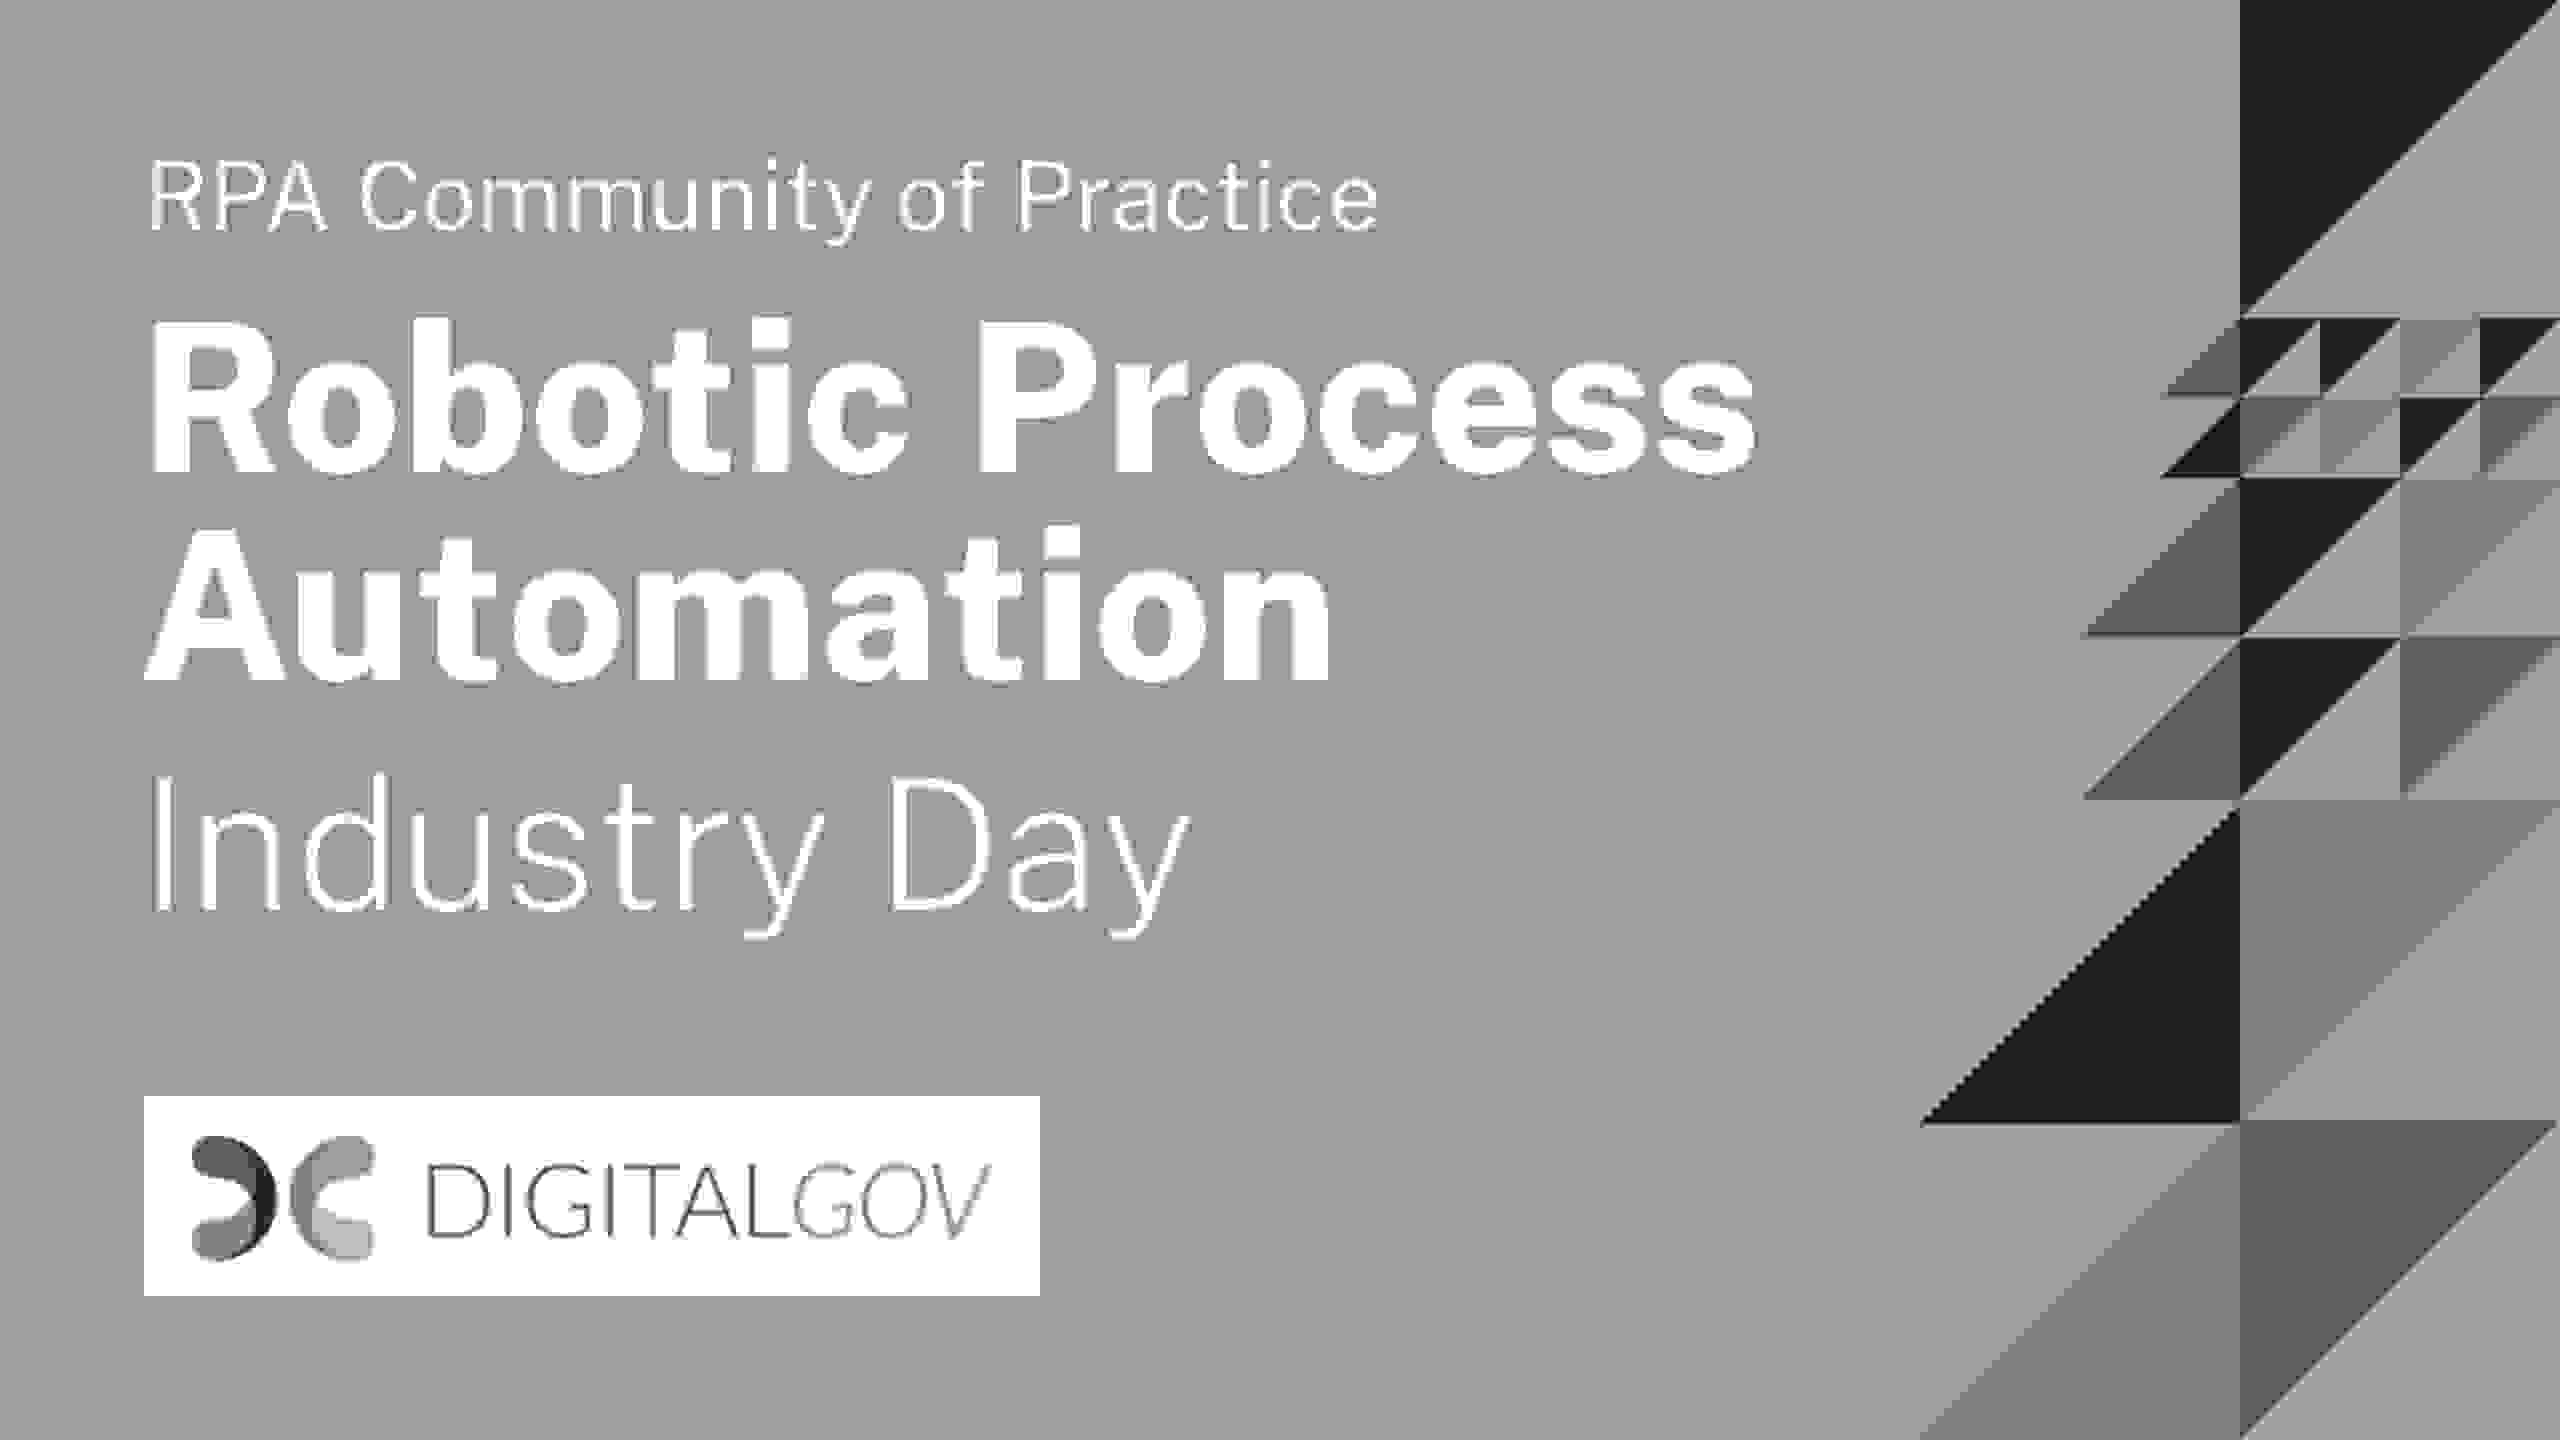 RPA Community of Practice
Robotic Process
Automation
Industry Day
DIGITALGOV